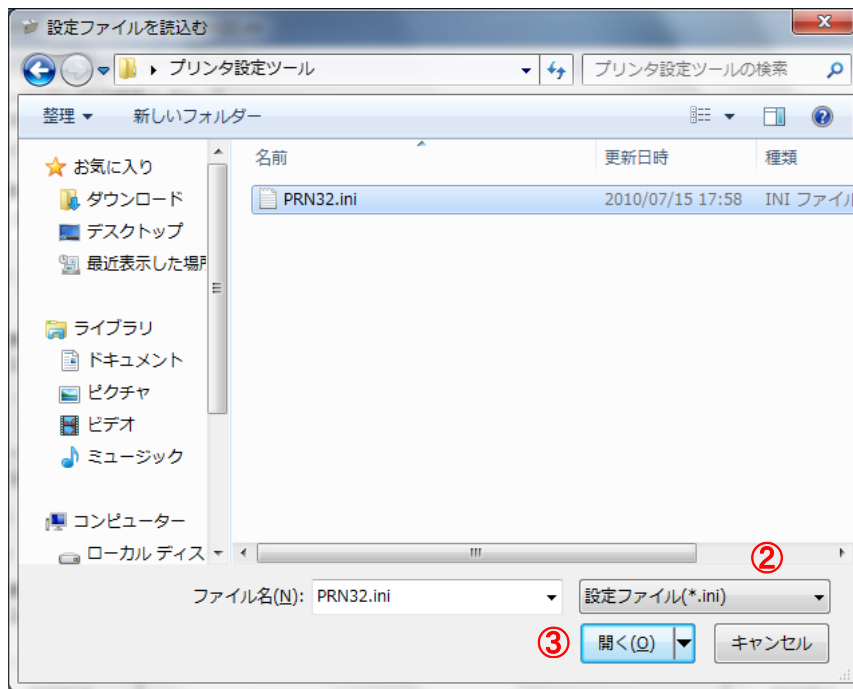 設定ファイルを読込む
プリンタ設定ツール
プリンタ設定ツールの検索
整理 新しいフォルダー
名前 更新日時 種類
PRN32.ini 2010/07/15 17:58 INI ファイル
お気に入り
ダウンロード
デスクトップ
最近表示した場所
ライブラリ
ドキュメント
ピクチャ
ビデオ
ミュージック
コンピューター
ローカル ディス
②
ファイル名(N): PRN32.ini 設定ファイル(*.ini)
③ 開く(O) キャンセル